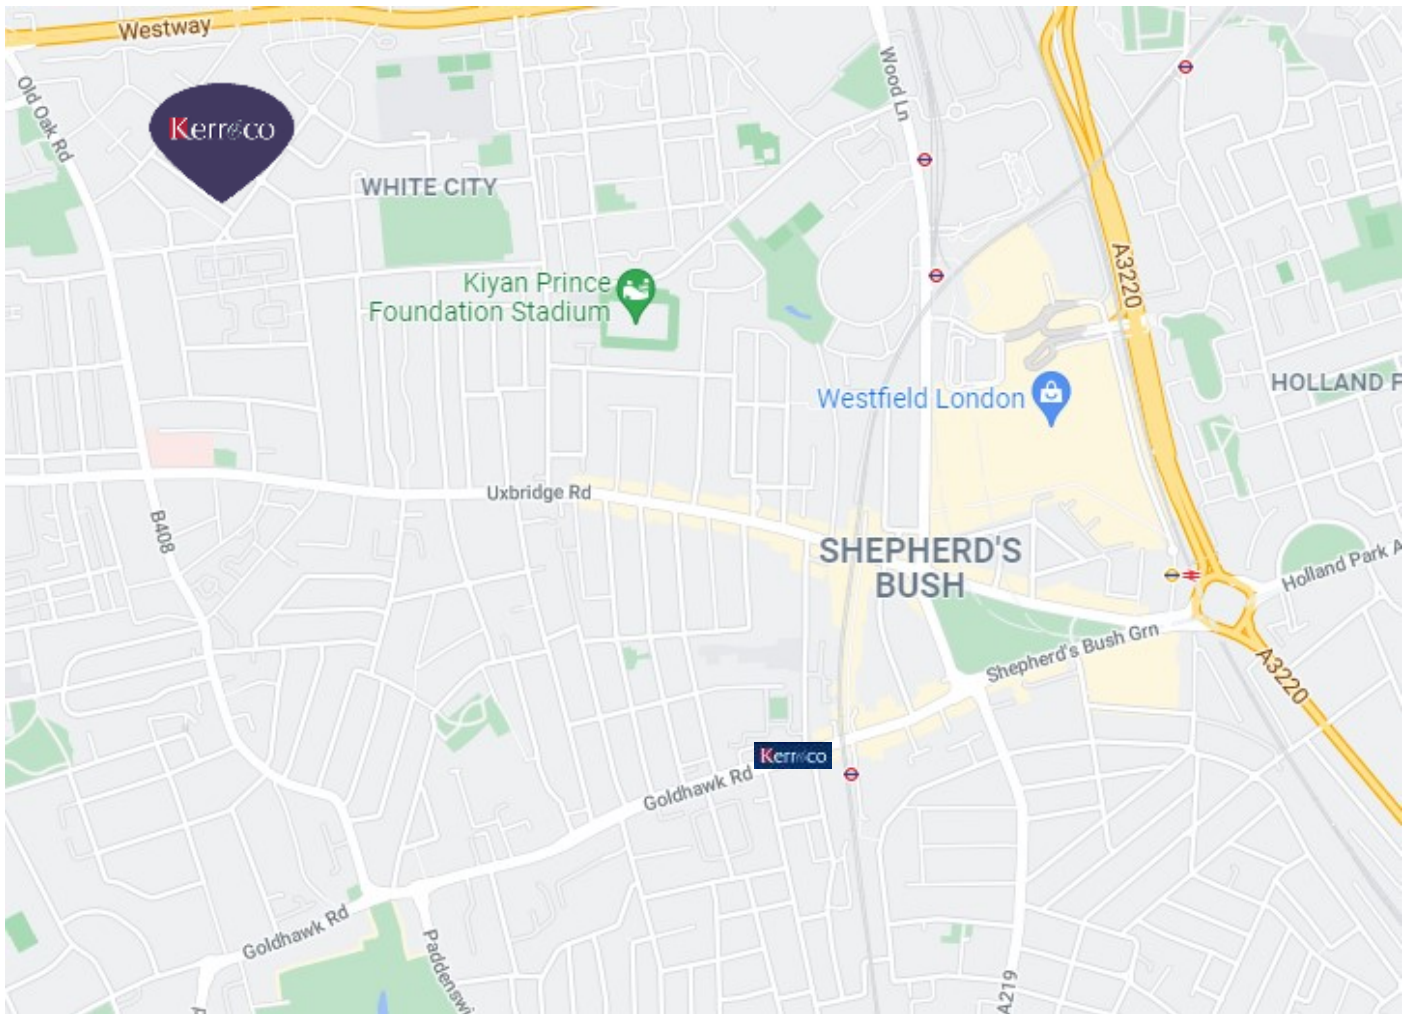 Westway
Old Oak Rd
Kerr&co
Wood Ln
WHITE CITY
A3220
Kiyan Prince
Foundation Stadium
HOLLAND P
Westfield London
Uxbridge Rd
B408
SHEPHERD'S
BUSH
Holland Park A
Shepherd's Bush Grn
A3220
Kerr&co
Goldhawk Rd
Goldhawk Rd
Paddenswi
A219
A